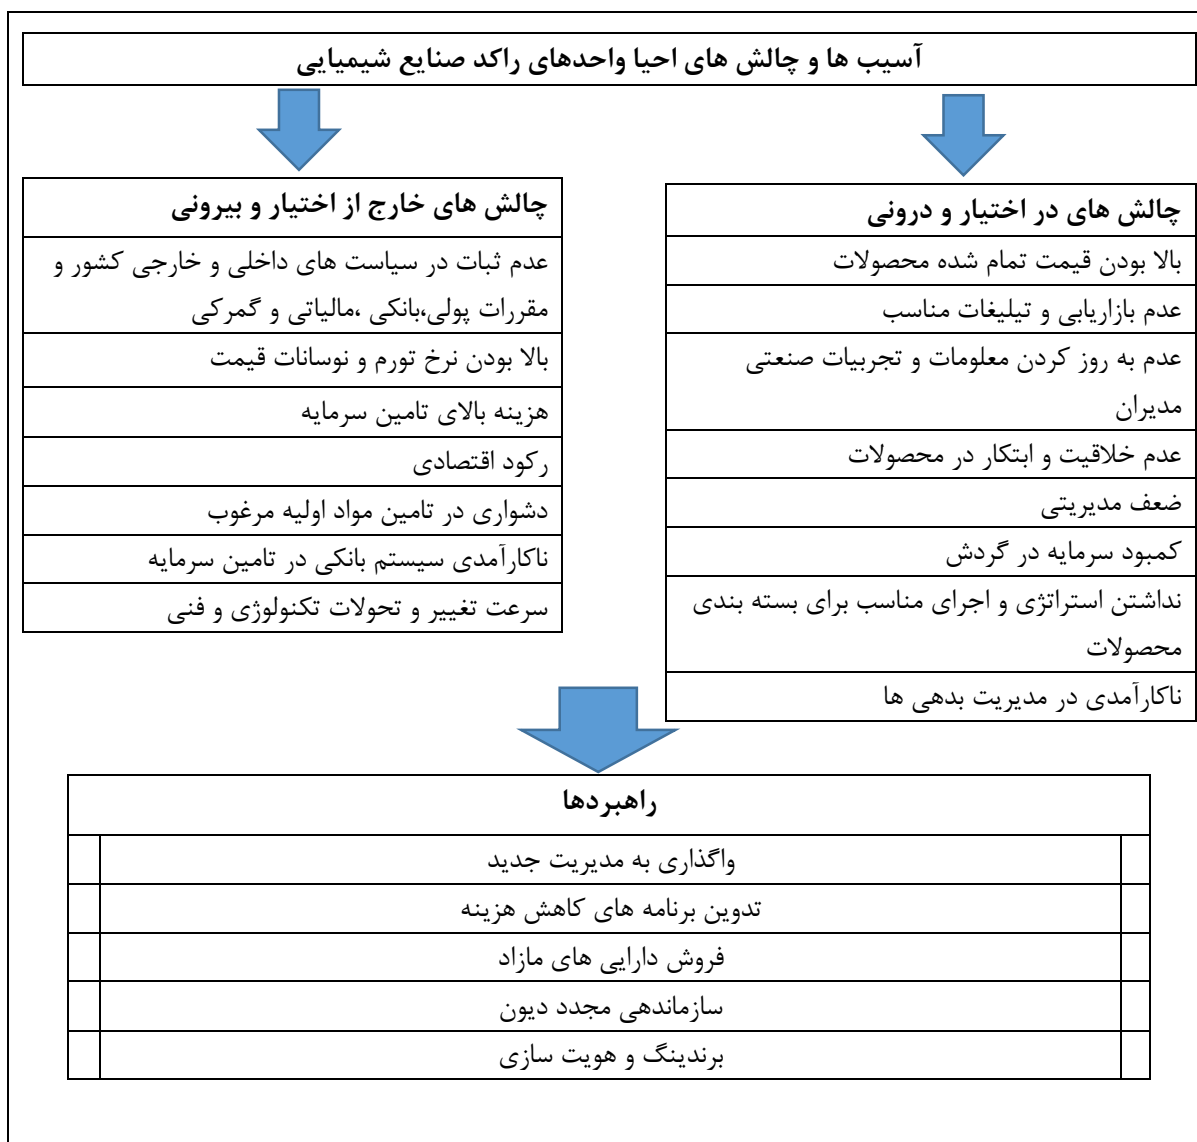 آسیب ها و چالش های احیا واحدهای راکد صنایع شیمیایی
چالش های در اختیار و درونی
بالا بودن قیمت تمام شده محصولات
عدم بازاریابی و تیلیغات مناسب
عدم به روز کردن معلومات و تجربیات صنعتی
مدیران
عدم خلاقیت و ابتکار در محصولات
ضعف مدیریتی
کمبود سرمایه در گردش
نداشتن استراتژی و اجرای مناسب برای بسته بندی
محصولات
ناکارآمدی در مدیریت بدهی ها
چالش های خارج از اختیار و بیرونی
عدم ثبات در سیاست های داخلی و خارجی کشور و
مقررات پولی،بانکی ،مالیاتی و گمرکی
بالا بودن نرخ تورم و نوسانات قیمت
هزینه بالای تامین سرمایه
رکود اقتصادی
دشواری در تامین مواد اولیه مرغوب
ناکارآمدی سیستم بانکی در تامین سرمایه
سرعت تغییر و تحولات تکنولوژی و فنی
راهبردها
واگذاری به مدیریت جدید
تدوین برنامه های کاهش هزینه
فروش دارایی های مازاد
سازماندهی مجدد دیون
برندینگ و هویت سازی